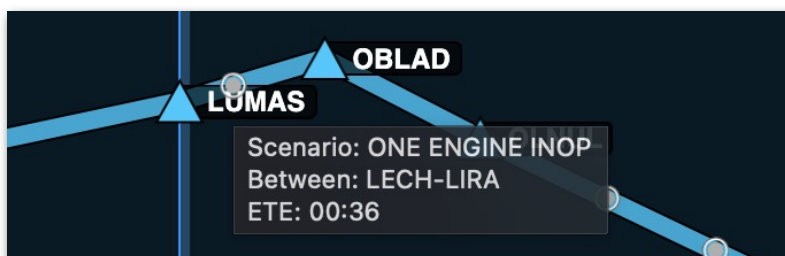 OBLAD
LUMAS
Scenario: ONE ENGINE INOP
Between: LECH-LIRA
ETE: 00:36